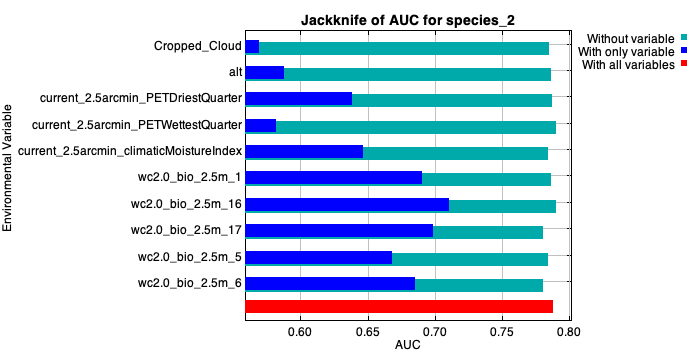 Jackknife of AUC for species_2
Without variable
With only variable
With all variables
Environmental Variable
Cropped_Cloud
alt
current_2.5arcmin_PETDriestQuarter
current_2.5arcmin_PETWettestQuarter
current_2.5arcmin_climaticMoistureIndex
wc2.0_bio_2.5m_1
wc2.0_bio_2.5m_16
wc2.0_bio_2.5m_17
wc2.0_bio_2.5m_5
wc2.0_bio_2.5m_6
0.60 0.65 0.70 0.75 0.80
AUC